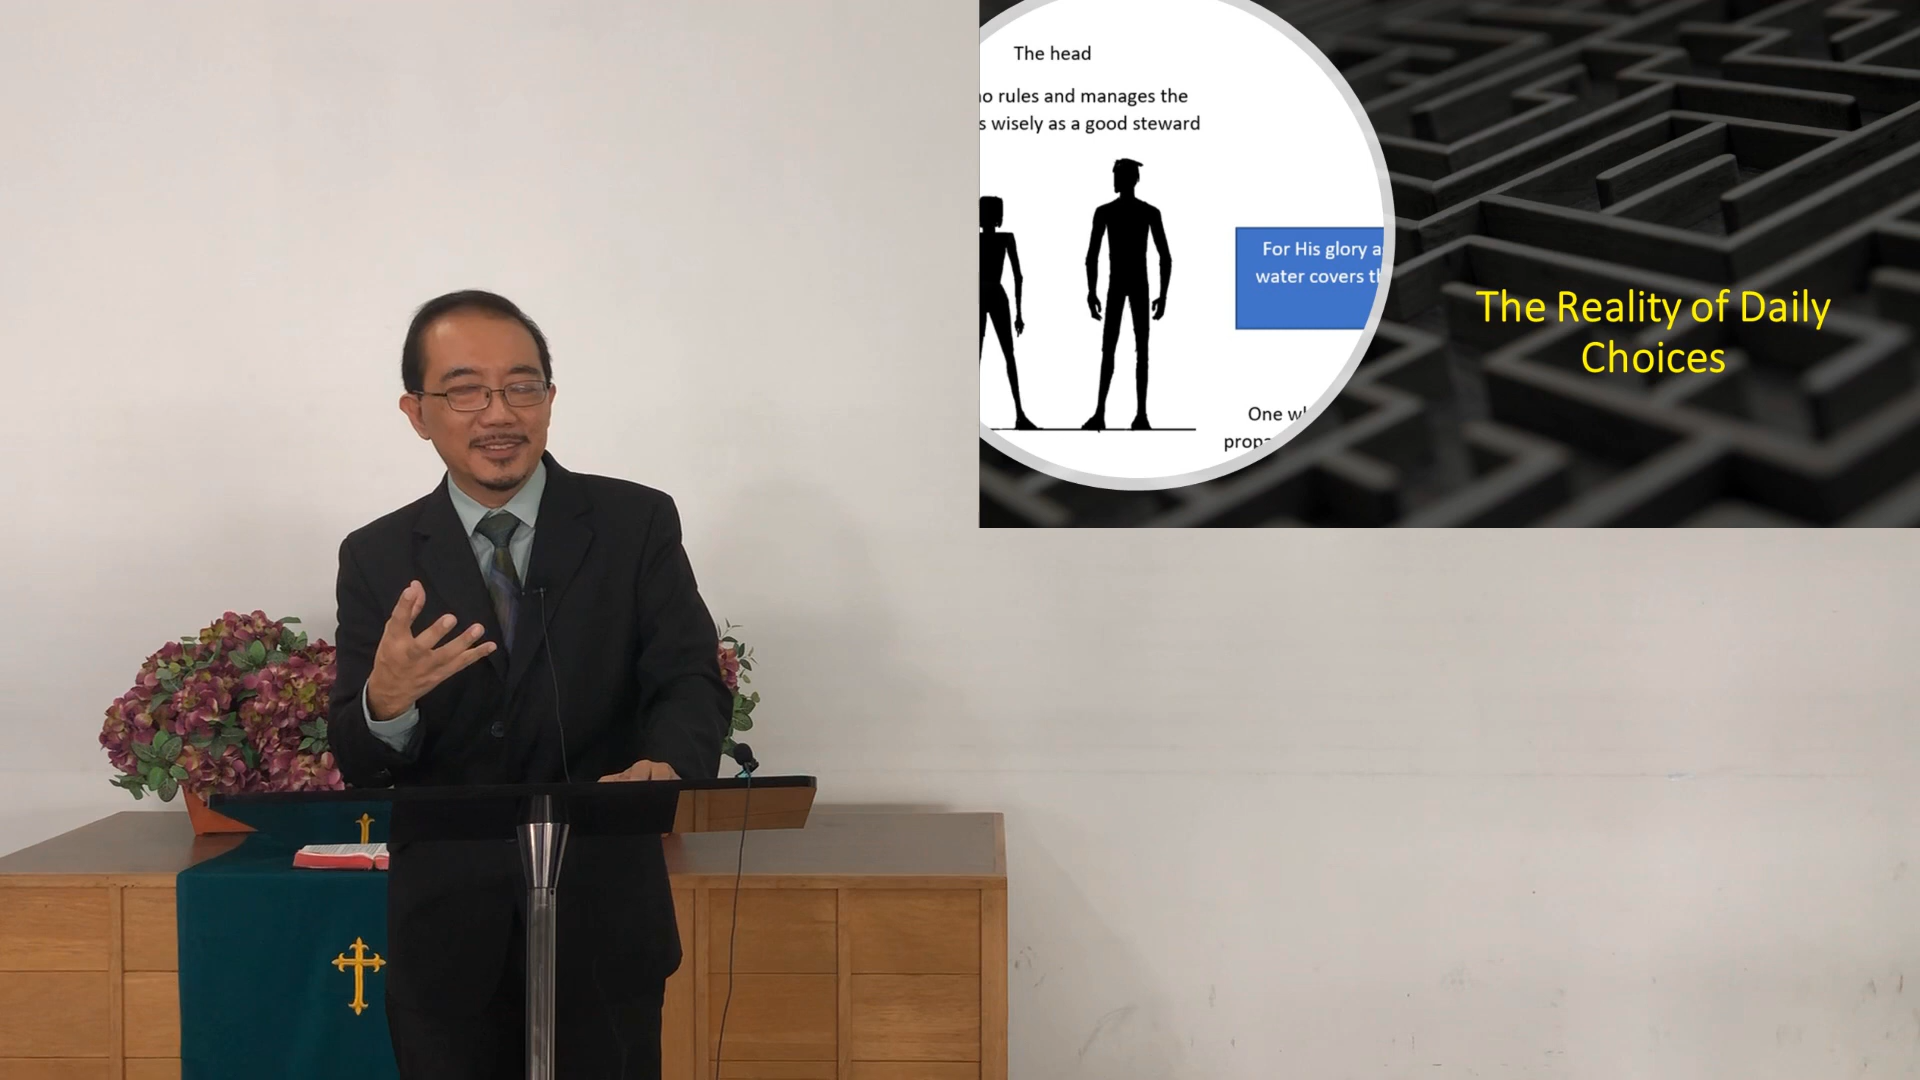 The head
rules and manages the
wisely as a good steward
For His glory
water covers
The Reality of Daily
Choices
One